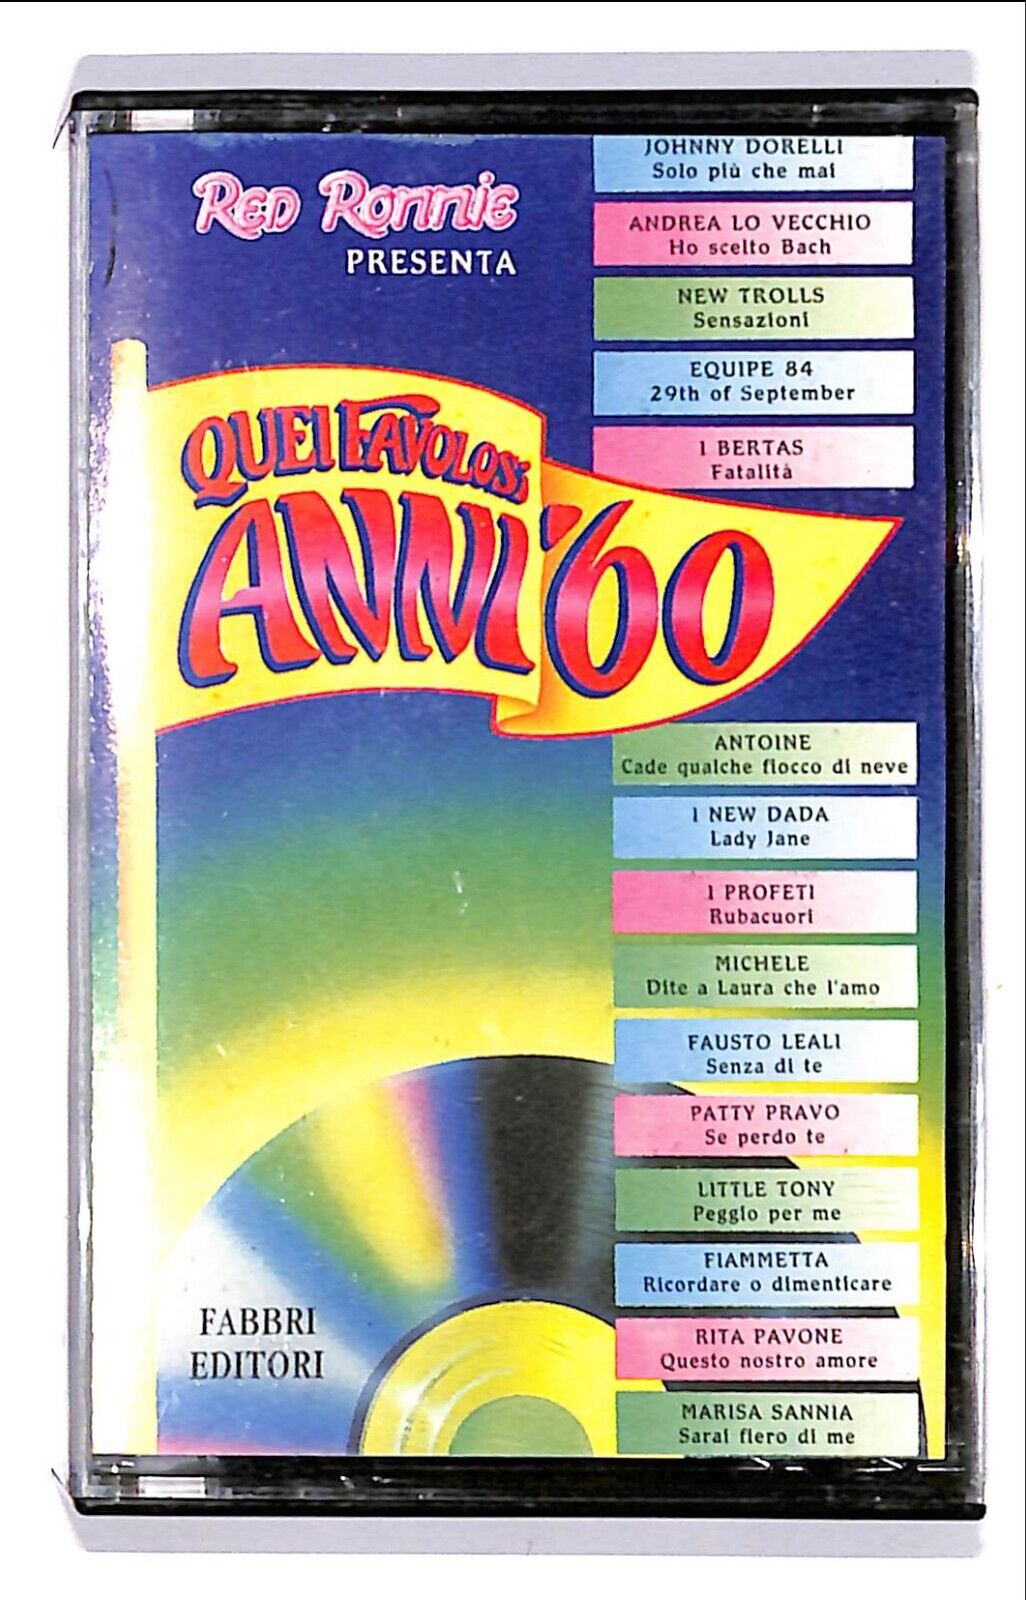 RED RONNIE
PRESENTA
QUEI FAVOLOSI
ANNI '60
JOHNNY DORELLI
Solo più che mai
ANDREA LO VECCHIO
Ho scelto Bach
NEW TROLLS
Sensazioni
EQUIPE 84
29th of September
I BERTAS
Fatalità
ANTOINE
Cade qualche fiocco di neve
I NEW DADA
Lady Jane
I PROFETI
Rubacuori
MICHELE
Dite a Laura che l'amo
FAUSTO LEALI
Senza di te
PATTY PRAVO
Se perdo te
LITTLE TONY
Peggio per me
FIAMMETTA
Ricordare o dimenticare
RITA PAVONE
Questo nostro amore
MARISA SANNIA
Sarai fiero di me
FABBRI
EDITORI